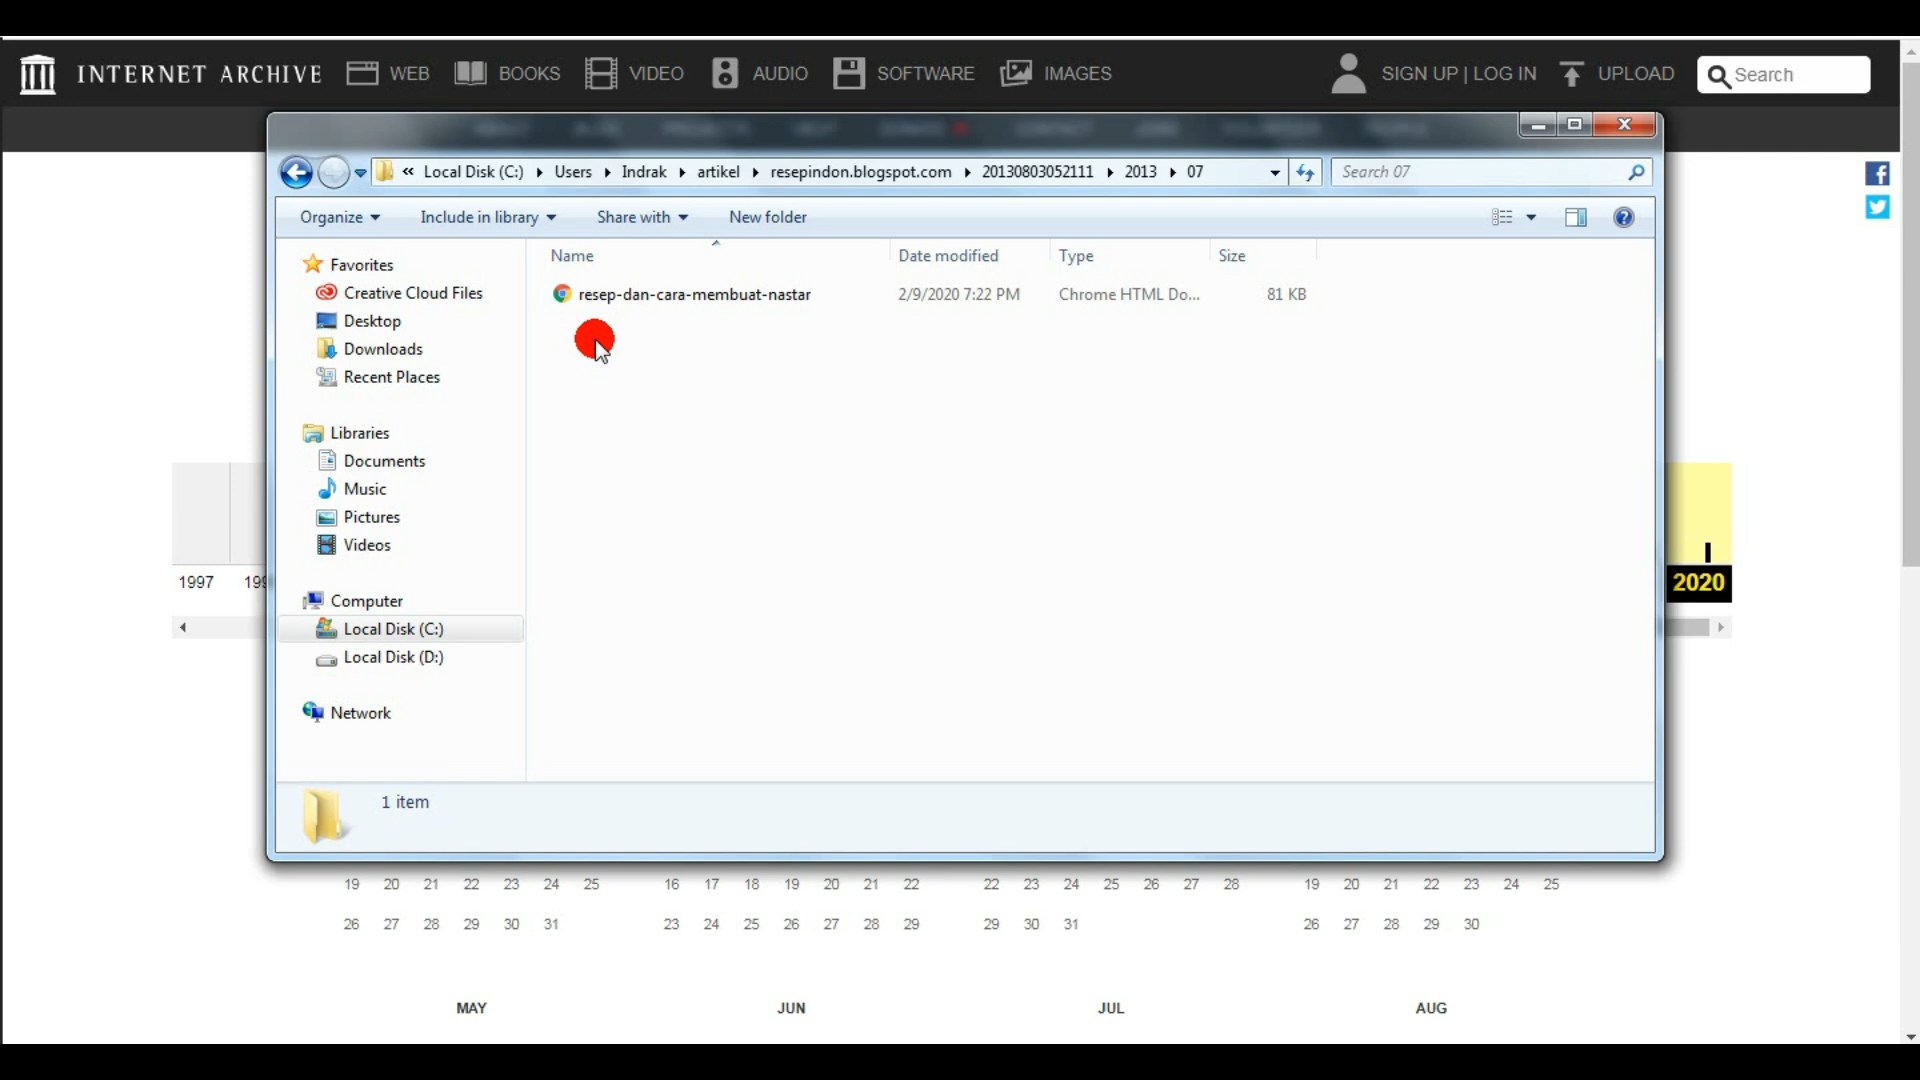 INTERNET ARCHIVE WEB BOOKS VIDEO AUDIO SOFTWARE IMAGES SIGN UP | LOG IN UPLOAD Search
« Local Disk (C:) Users Indrak artikel resepindon.blogspot.com 20130803052111 2013 07 Search 07
Organize Include in library Share with New folder
Name Date modified Type Size
resep-dan-cara-membuat-nastar 2/9/2020 7:22 PM Chrome HTML Do... 81 KB
Favorites
Creative Cloud Files
Desktop
Downloads
Recent Places
Libraries
Documents
Music
Pictures
Videos
Computer
Local Disk (C:)
Local Disk (D:)
Network
1 item
1997 199 2020
19 20 21 22 23 24 25 16 17 18 19 20 21 22 22 23 24 25 26 27 28 19 20 21 22 23 24 25
26 27 28 29 30 31 23 24 25 26 27 28 29 29 30 31 26 27 28 29 30
MAY JUN JUL AUG